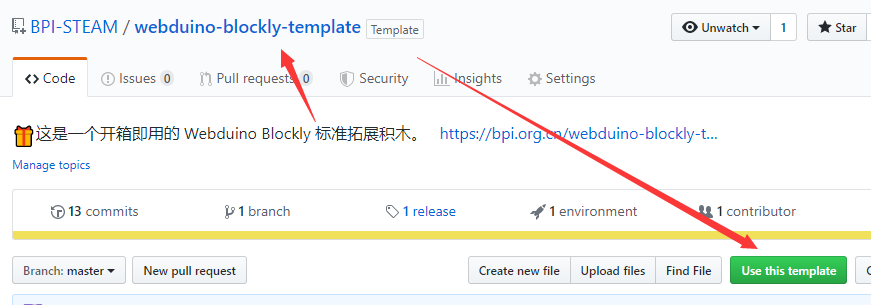 BPI-STEAM / webduino-blockly-template Template Unwatch 1 Star
Code Issues 0 Pull requests 0 Security Insights Settings
这是一个开箱即用的 Webduino Blockly 标准拓展积木。 https://bpi.org.cn/webduino-blockly-t...
Manage topics
13 commits 1 branch 1 release 1 environment 1 contributor
Branch: master New pull request Create new file Upload files Find File Use this template